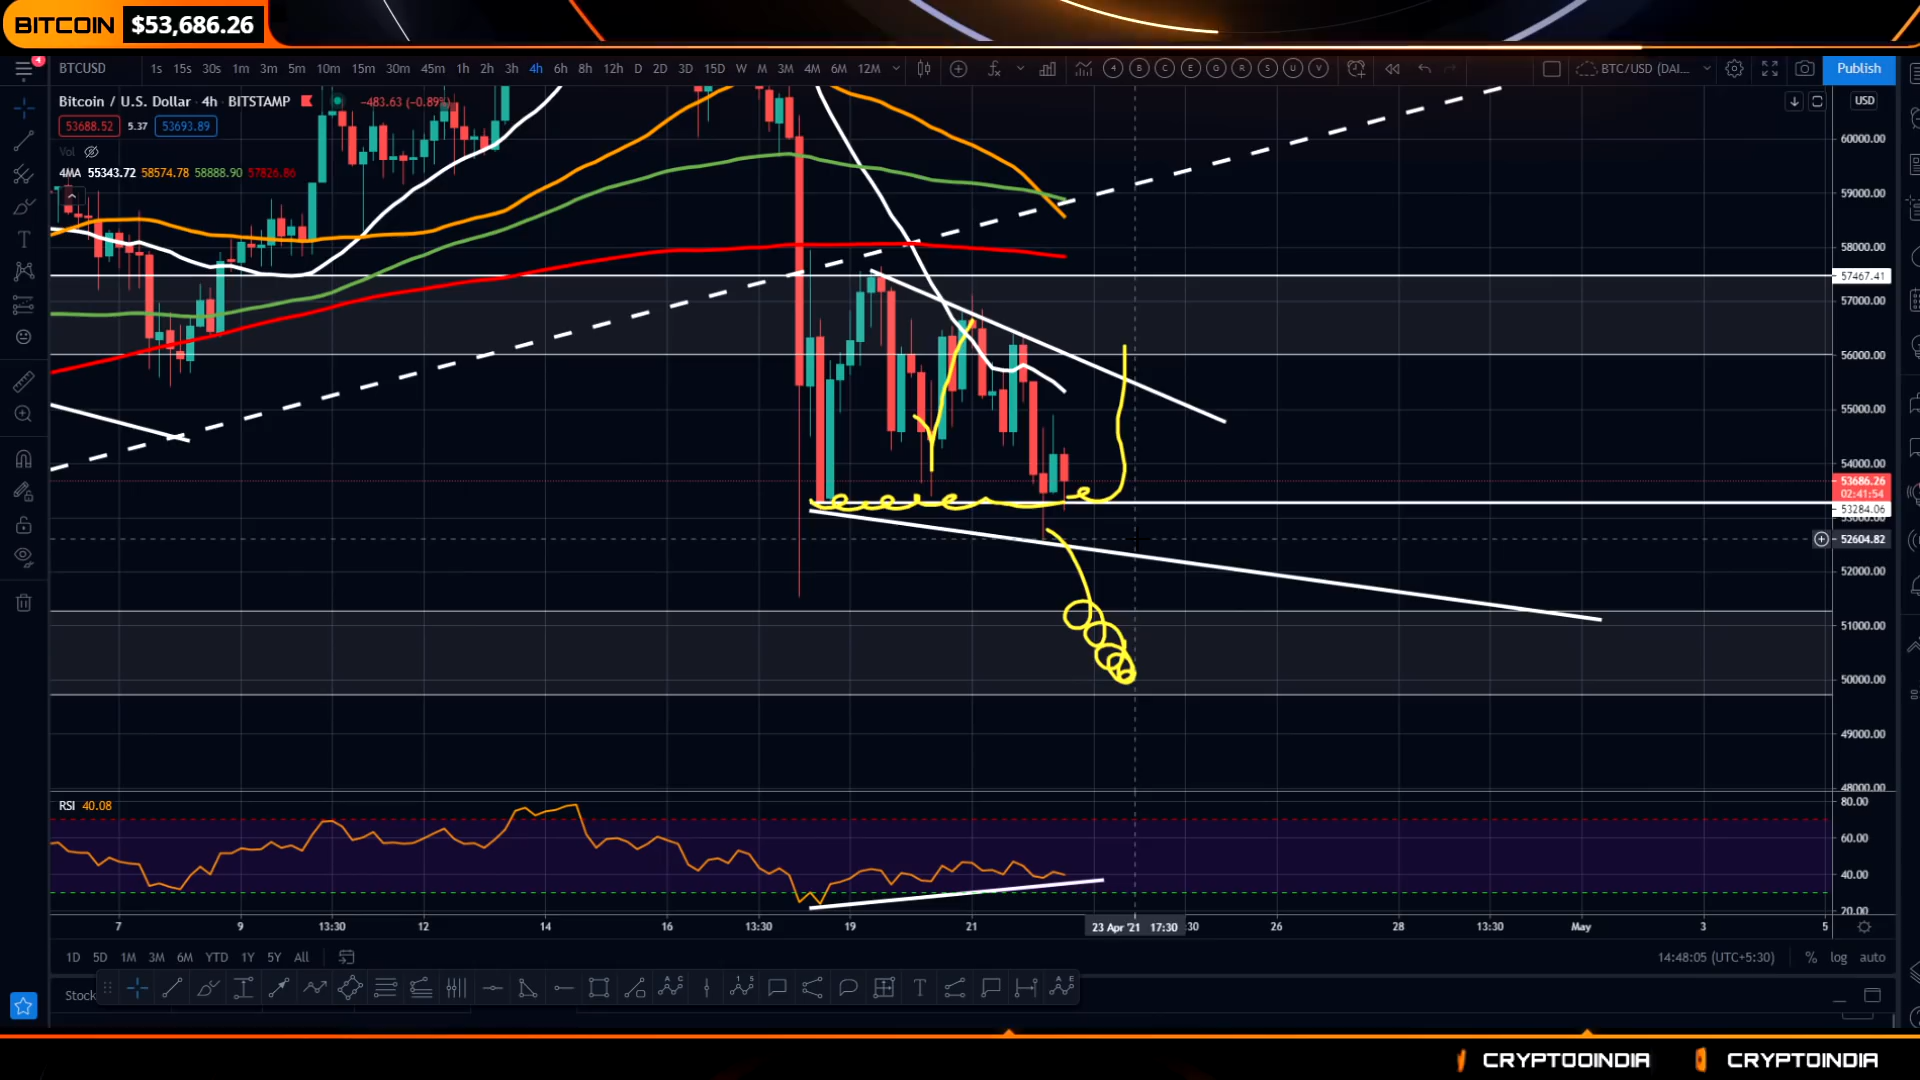 BITCOIN $53,686.26
4
BTCUSD 1s 15s 30s 1m 3m 5m 10m 15m 30m 45m 1h 2h 3h 4h 6h 8h 12h D 2D 3D 15D W M 3M 4M 6M 12M 4 B C E G R S U V BTC/USD (DAI... Publish
Bitcoin / U.S. Dollar · 4h · BITSTAMP −483.63 (−0.89%)
USD
53688.52 5.37 53693.89
Vol
4MA 55343.72 58574.78 58888.90 57826.86
60000.00
59000.00
58000.00
57467.41
57000.00
56000.00
55000.00
54000.00
53686.26
02:41:54
53284.06
53000.00
52604.82
52000.00
51000.00
50000.00
49000.00
48000.00
RSI 40.08
80.00
60.00
40.00
20.00
7 9 13:30 12 14 16 13:30 19 21 23 Apr '21 17:30 :30 26 28 13:30 May 3 5
1D 5D 1M 3M 6M YTD 1Y 5Y All
14:48:05 (UTC+5:30) % log auto
Stock
CRYPTOOINDIA CRYPTOINDIA